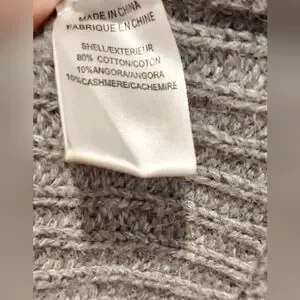 MADE IN CHINA
FABRIQUE EN CHINE
SHELL/EXTERIEUR
80% COTTON/COTON
10%ANGORA/ANGORA
10%CASHMERE/CACHEMIRE